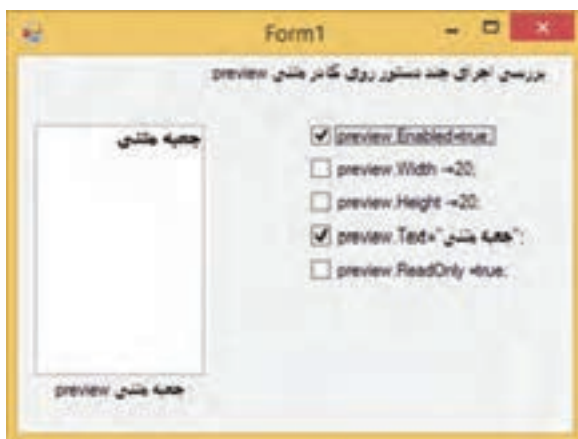 Form1
بررسی اجرای چند دستور روی کادر متنی preview
جعبه متنی
preview.Enabled=true;
preview.Width -=20;
preview.Height -=20;
preview.Text="جعبه متنی";
preview.ReadOnly =true;
جعبه متنی preview